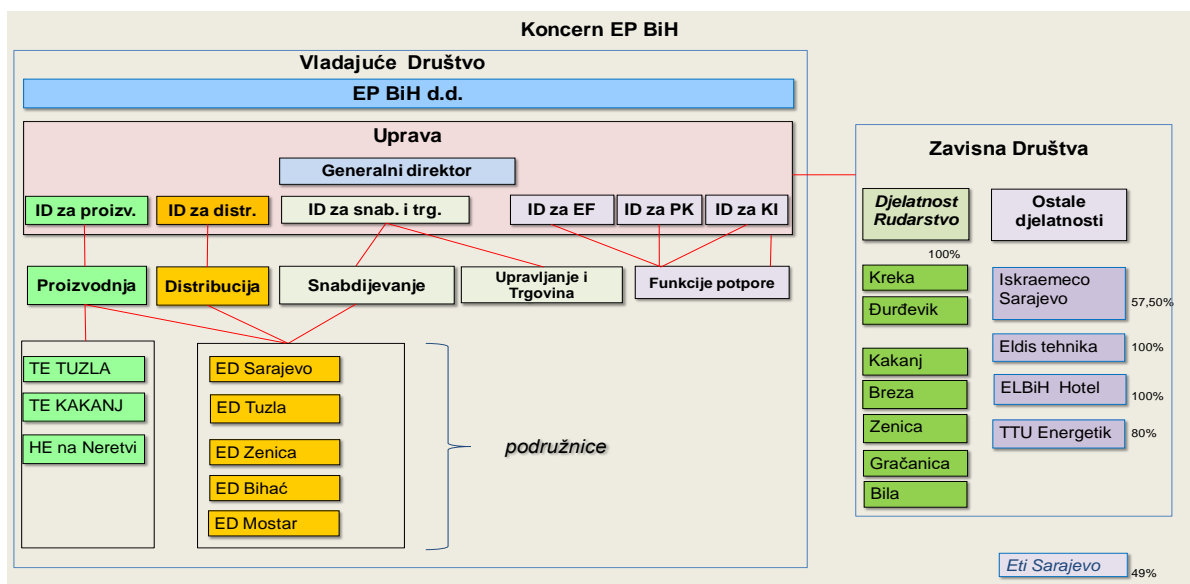 Koncern EP BiH
Vladajuće Društvo
EP BiH d.d.
Uprava
Generalni direktor
ID za proizv.
ID za distr.
ID za snab. i trg.
ID za EF
ID za PK
ID za KI
Proizvodnja
Distribucija
Snabdijevanje
Upravljanje i
Trgovina
Funkcije potpore
TE TUZLA
TE KAKANJ
HE na Neretvi
ED Sarajevo
ED Tuzla
ED Zenica
ED Bihać
ED Mostar
podružnice
Zavisna Društva
Djelatnost
Rudarstvo
100%
Kreka
Đurđevik
Kakanj
Breza
Zenica
Gračanica
Bila
Ostale
djelatnosti
Iskraemeco
Sarajevo
57,50%
Eldis tehnika
100%
ELBiH Hotel
100%
TTU Energetik
80%
Eti Sarajevo
49%